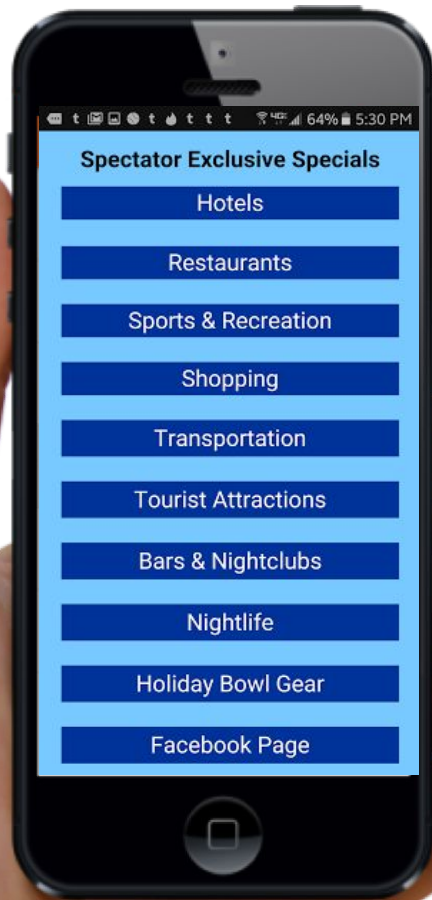 t t t t t 4G 64% 5:30 PM
Spectator Exclusive Specials
Hotels
Restaurants
Sports & Recreation
Shopping
Transportation
Tourist Attractions
Bars & Nightclubs
Nightlife
Holiday Bowl Gear
Facebook Page